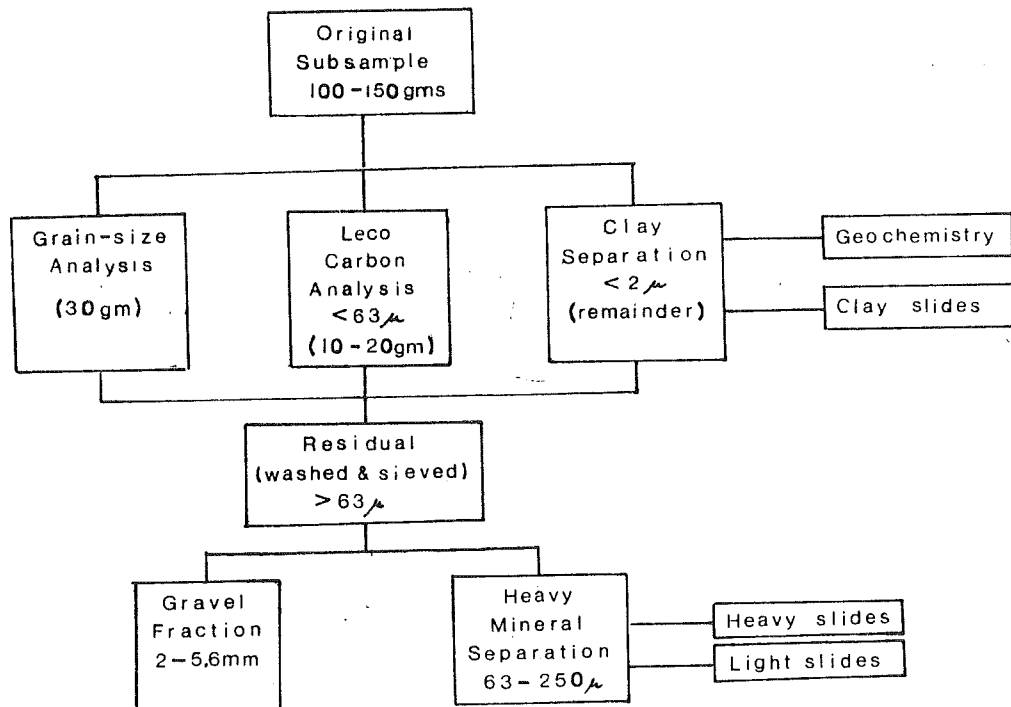 Original
Subsample
100-150gms
Grain-size
Analysis
(30gm)
Leco
Carbon
Analysis
<63μ
(10-20gm)
Clay
Separation
<2μ
(remainder)
Geochemistry
Clay slides
Residual
(washed & sieved)
>63μ
Gravel
Fraction
2-5.6mm
Heavy
Mineral
Separation
63-250μ
Heavy slides
Light slides